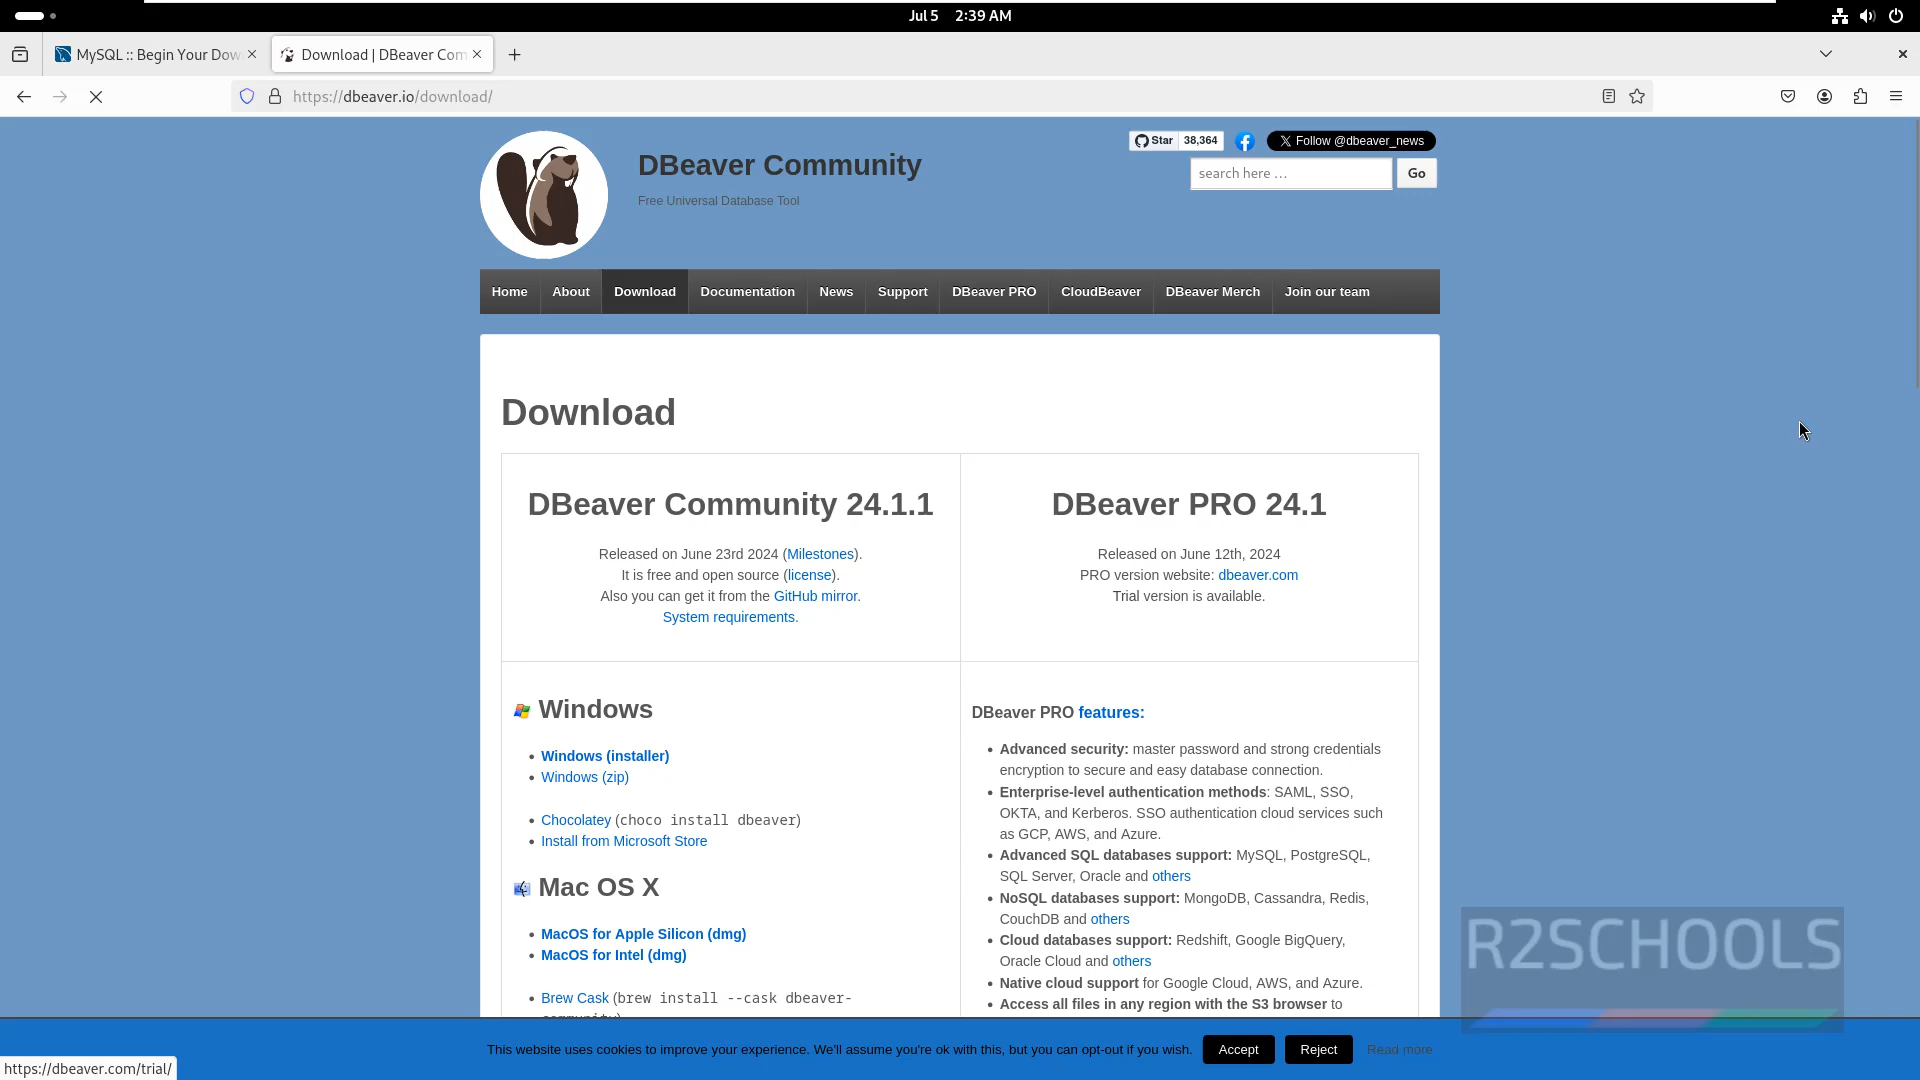 Jul 5 2:39 AM
MySQL :: Begin Your Dow
Download | DBeaver Com
https://dbeaver.io/download/
Star 38,364
Follow @dbeaver_news
DBeaver Community
search here …
Go
Free Universal Database Tool
Home About Download Documentation News Support DBeaver PRO CloudBeaver DBeaver Merch Join our team
Download
DBeaver Community 24.1.1
Released on June 23rd 2024 (Milestones).
It is free and open source (license).
Also you can get it from the GitHub mirror.
System requirements.
DBeaver PRO 24.1
Released on June 12th, 2024
PRO version website: dbeaver.com
Trial version is available.
Windows
Windows (installer)
Windows (zip)
Chocolatey (choco install dbeaver)
Install from Microsoft Store
Mac OS X
MacOS for Apple Silicon (dmg)
MacOS for Intel (dmg)
Brew Cask (brew install --cask dbeaver-
community)
DBeaver PRO features:
Advanced security: master password and strong credentials
encryption to secure and easy database connection.
Enterprise-level authentication methods: SAML, SSO,
OKTA, and Kerberos. SSO authentication cloud services such
as GCP, AWS, and Azure.
Advanced SQL databases support: MySQL, PostgreSQL,
SQL Server, Oracle and others
NoSQL databases support: MongoDB, Cassandra, Redis,
CouchDB and others
Cloud databases support: Redshift, Google BigQuery,
Oracle Cloud and others
Native cloud support for Google Cloud, AWS, and Azure.
Access all files in any region with the S3 browser to
R2SCHOOLS
This website uses cookies to improve your experience. We'll assume you're ok with this, but you can opt-out if you wish.
Accept
Reject
Read more
https://dbeaver.com/trial/